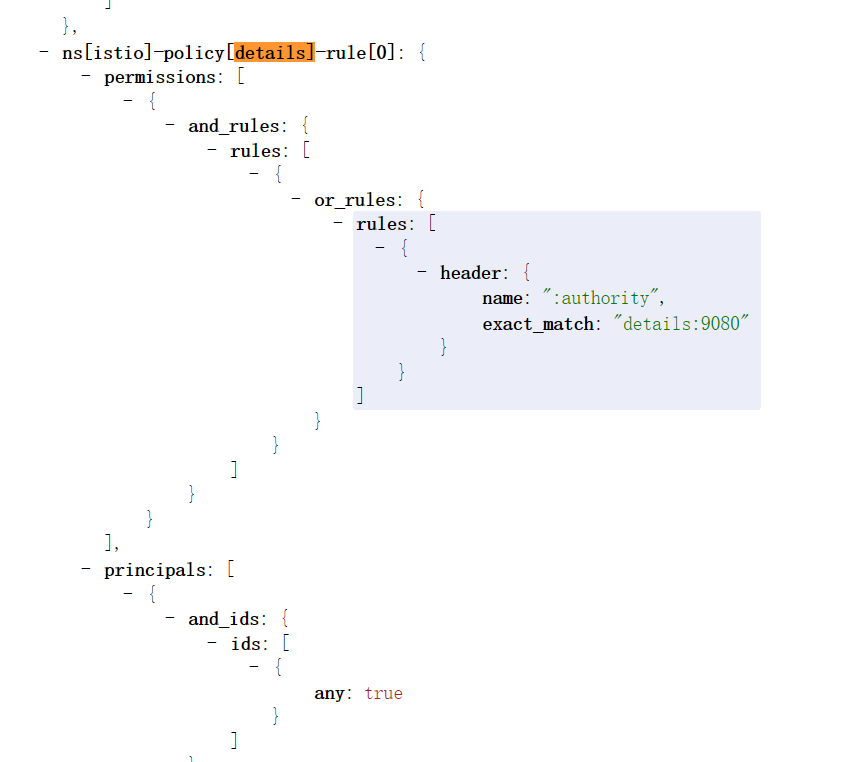 ]
},
- ns[istio]-policy[details]-rule[0]: {
- permissions: [
- {
- and_rules: {
- rules: [
- {
- or_rules: {
- rules: [
- {
- header: {
name: ":authority",
exact_match: "details:9080"
}
}
]
}
}
]
}
}
],
- principals: [
- {
- and_ids: {
- ids: [
- {
any: true
}
]
}